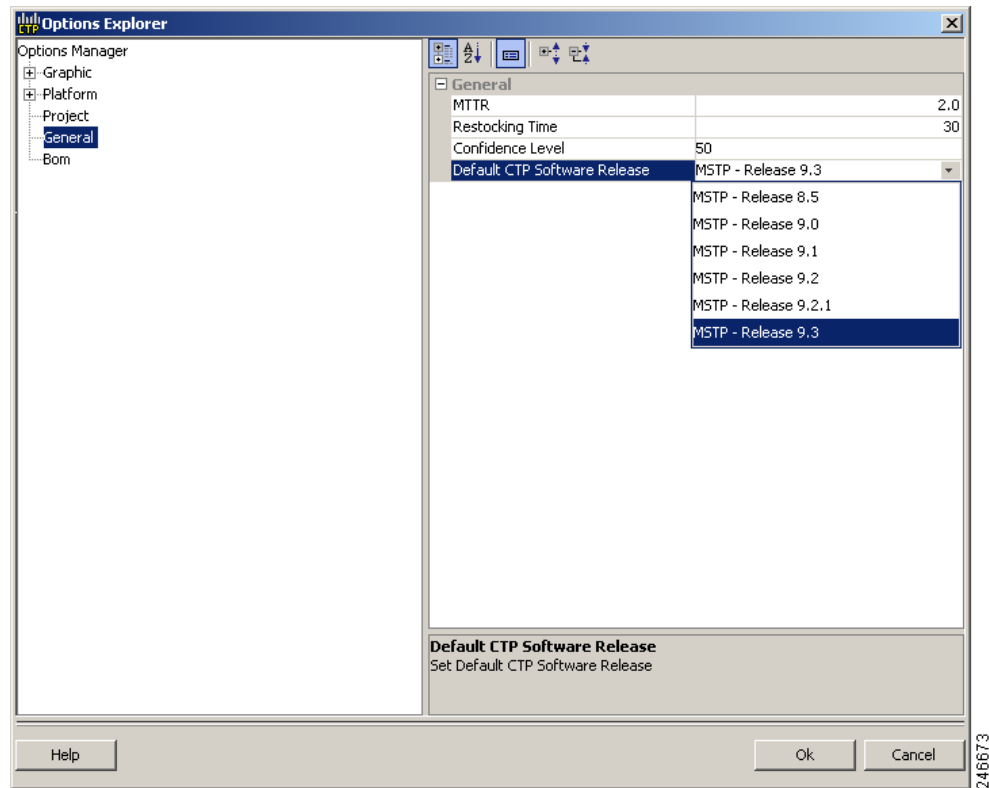 CTP Options Explorer
Options Manager
Graphic
Platform
Project
General
Bom
General
MTTR 2.0
Restocking Time 30
Confidence Level 50
Default CTP Software Release MSTP - Release 9.3
MSTP - Release 8.5
MSTP - Release 9.0
MSTP - Release 9.1
MSTP - Release 9.2
MSTP - Release 9.2.1
MSTP - Release 9.3
Default CTP Software Release
Set Default CTP Software Release
Help Ok Cancel
246673